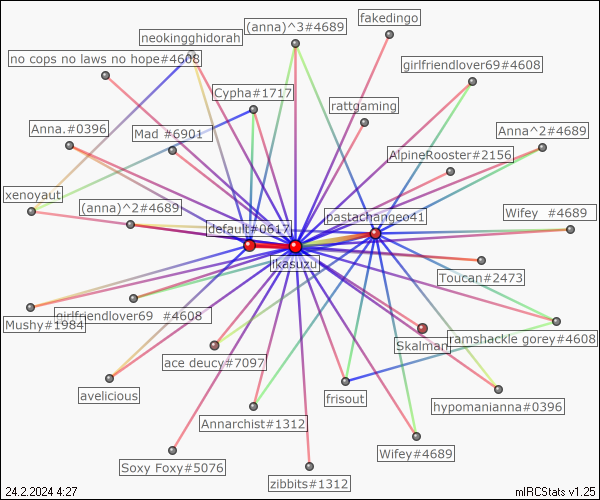 fakedingo
(anna)^3#4689
neokingghidorah
no cops no laws no hope#4608
girlfriendlover69#4608
Cypha#1717
rattgaming
Anna.#0396
Mad #6901
Anna^2#4689
AlpineRooster#2156
xenoyaut
(anna)^2#4689
default#0617
pastachangeo41
Wifey #4689
Ikasuzu
Toucan#2473
Mushy#1984
girlfriendlover69 #4608
Skalman
ramshackle gorey#4608
ace deucy#7097
avelicious
frisout
hypomanianna#0396
Annarchist#1312
Wifey#4689
Soxy Foxy#5076
zibbits#1312
24.2.2024 4:27
mIRCStats v1.25